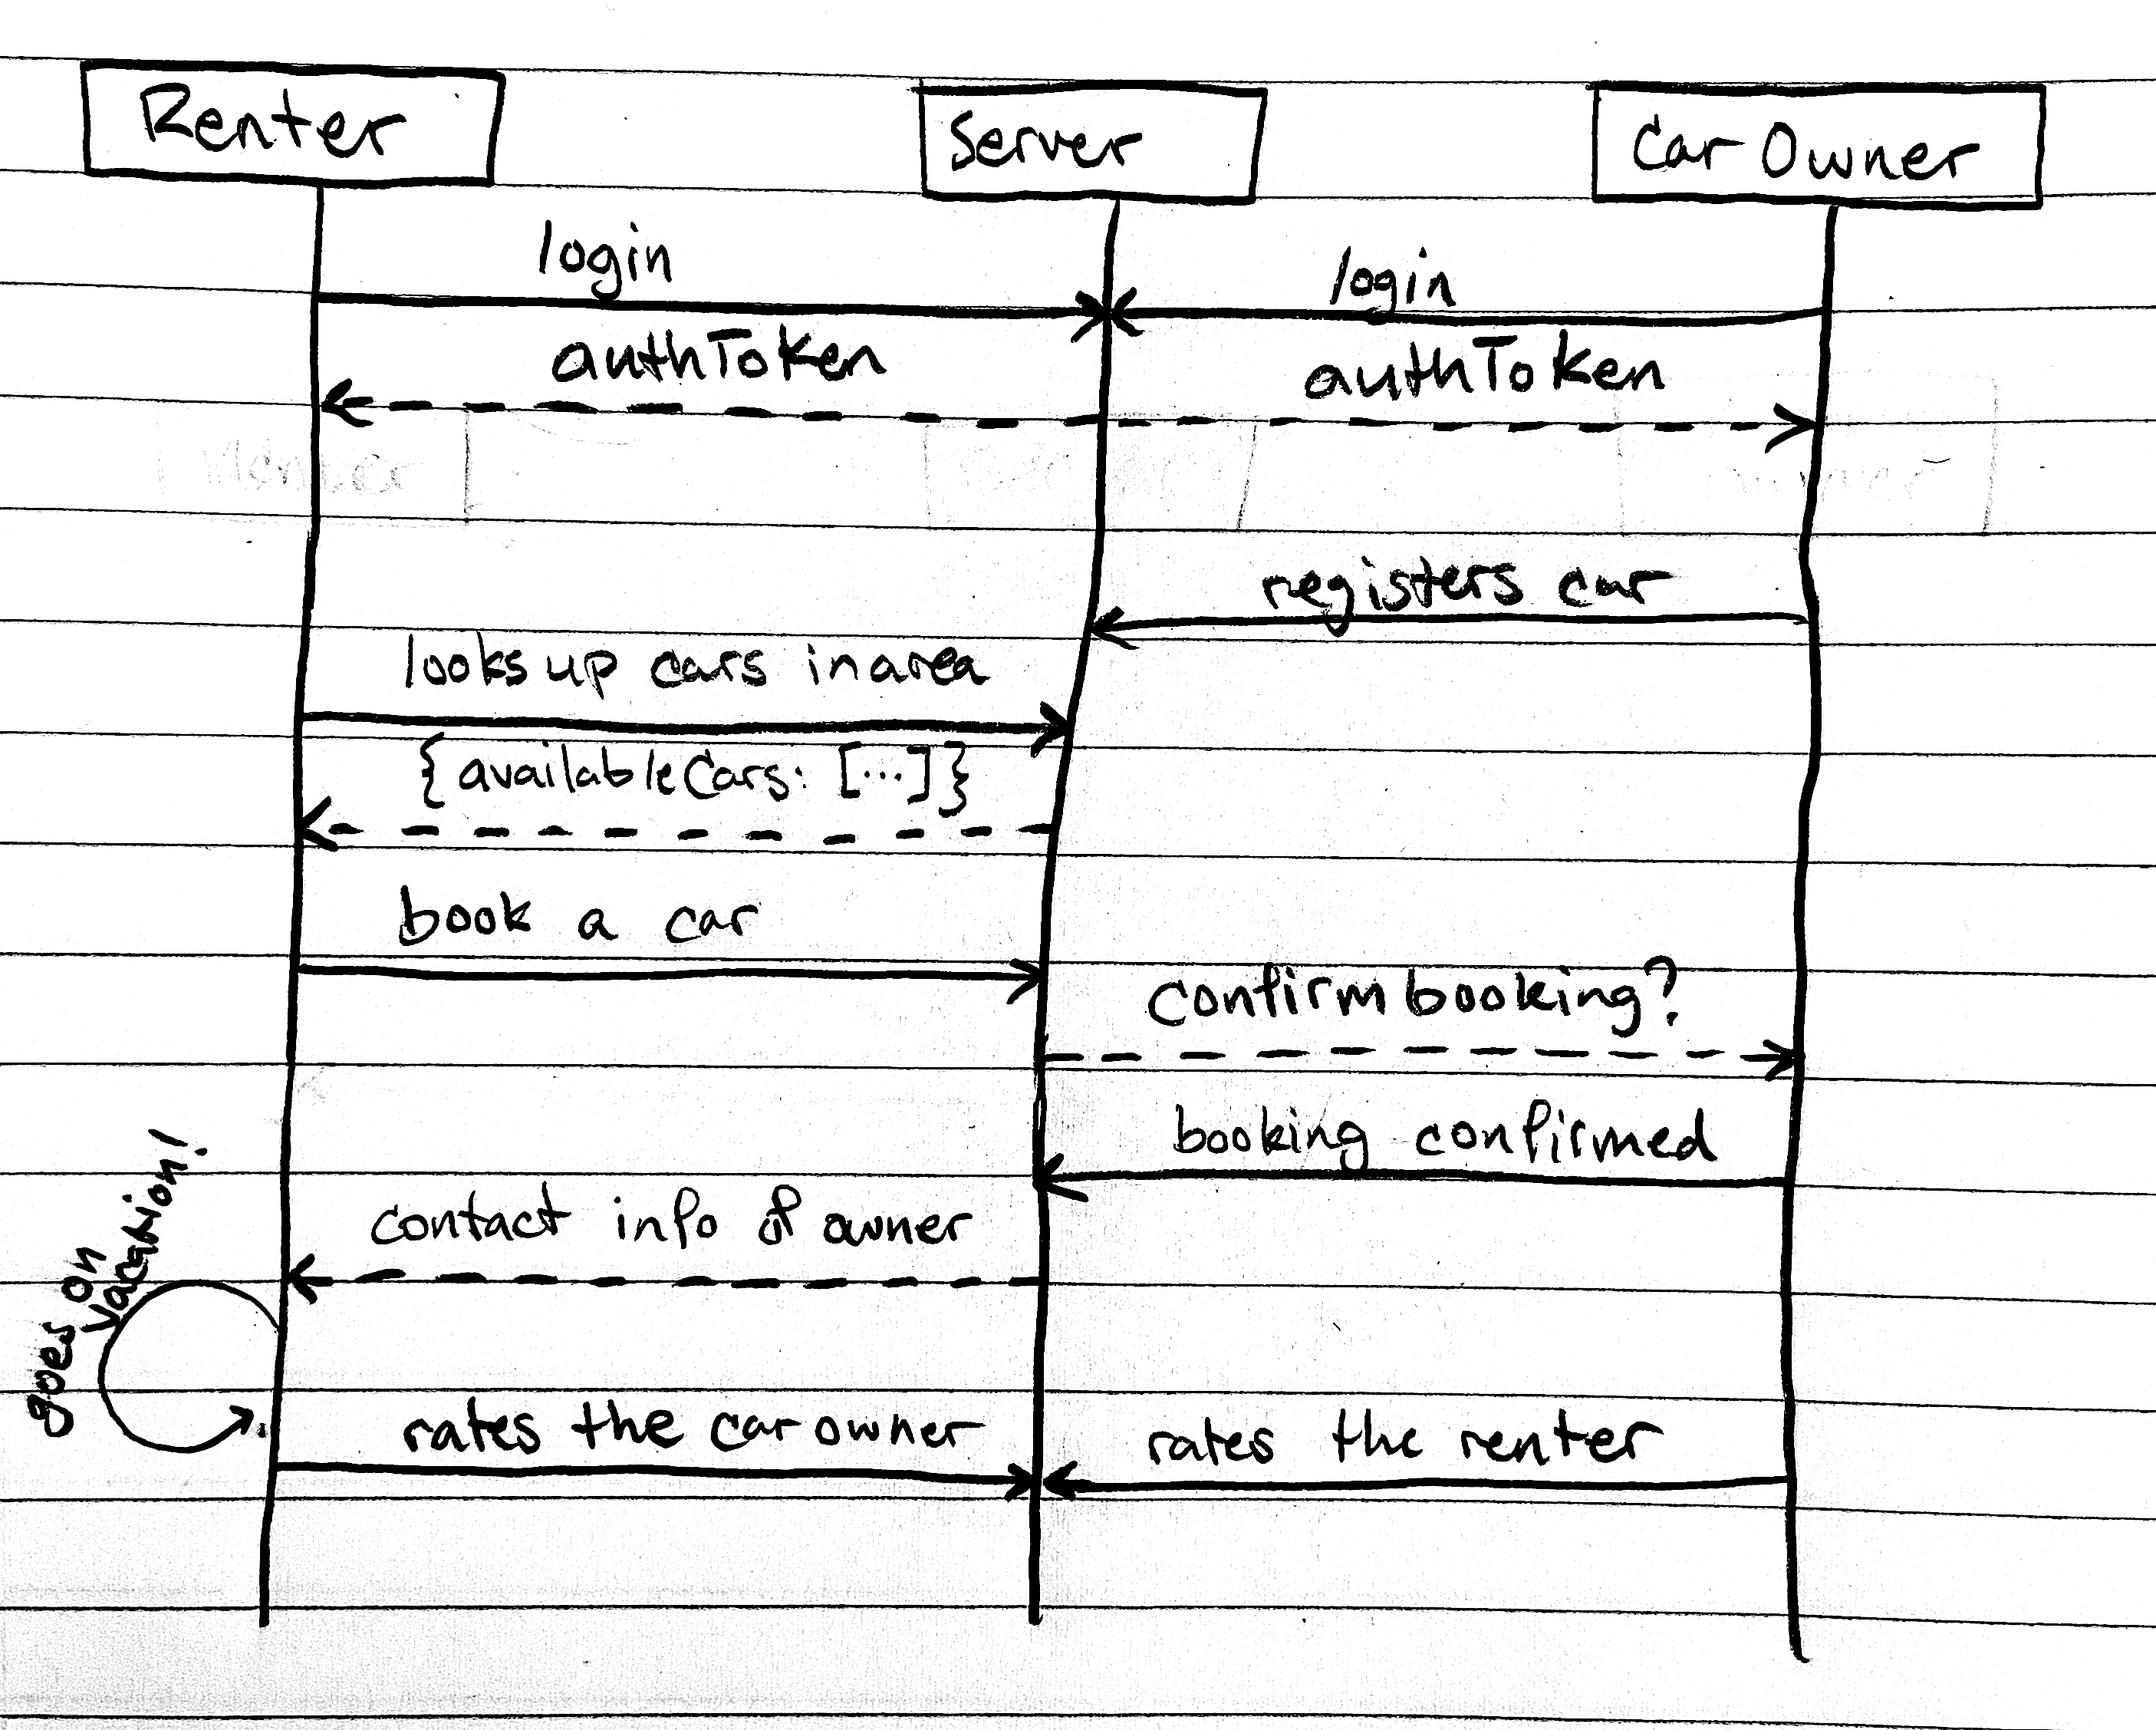 Renter
Server
Car Owner
login
login
authToken
authToken
registers car
looks up cars in area
{availableCars: [...]}
book a car
confirm booking?
booking confirmed
contact info of owner
goes on
vacation!
rates the car owner
rates the renter